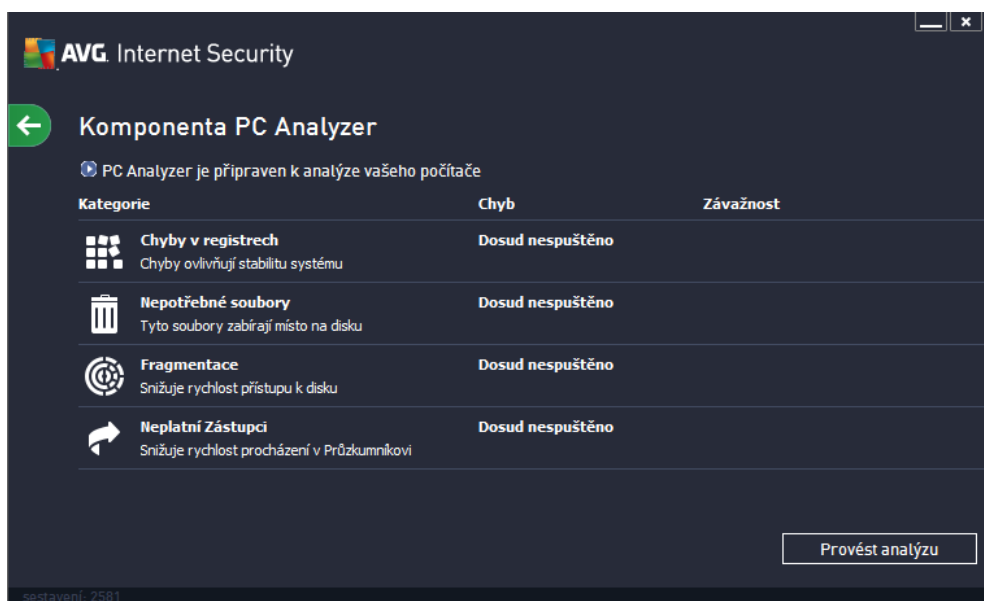 AVG. Internet Security
Komponenta PC Analyzer
PC Analyzer je připraven k analýze vašeho počítače
Kategorie Chyb Závažnost
Chyby v registrech Dosud nespuštěno
Chyby ovlivňují stabilitu systému
Nepotřebné soubory Dosud nespuštěno
Tyto soubory zabírají místo na disku
Fragmentace Dosud nespuštěno
Snižuje rychlost přístupu k disku
Neplatní Zástupci Dosud nespuštěno
Snižuje rychlost procházení v Průzkumníkovi
Provést analýzu
sestavení: 2581